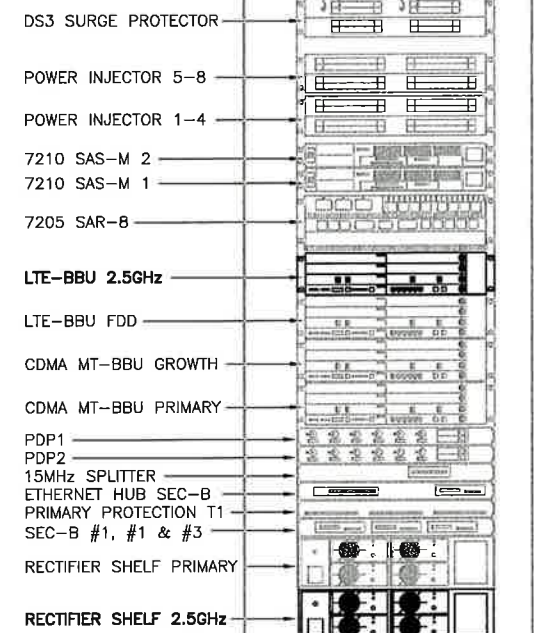 DS3 SURGE PROTECTOR
POWER INJECTOR 5-8
POWER INJECTOR 1-4
7210 SAS-M 2
7210 SAS-M 1
7205 SAR-8
LTE-BBU 2.5GHz
LTE-BBU FDD
CDMA MT-BBU GROWTH
CDMA MT-BBU PRIMARY
PDP1
PDP2
15MHz SPLITTER
ETHERNET HUB SEC-B
PRIMARY PROTECTION T1
SEC-B #1, #1 & #3
RECTIFIER SHELF PRIMARY
RECTIFIER SHELF 2.5GHz